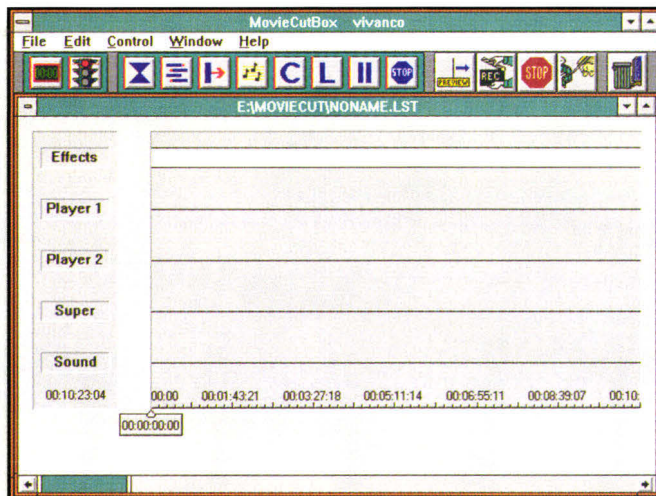 MovieCutBox vivanco
File Edit Control Window Help
00:00 C L STOP PREVIEW REC STOP
E:\MOVIECUT\NONAME.LST
Effects
Player 1
Player 2
Super
Sound
00:10:23:04 00:00 00:01:43:21 00:03:27:18 00:05:11:14 00:06:55:11 00:08:39:07 00:10:
00:00:00:00